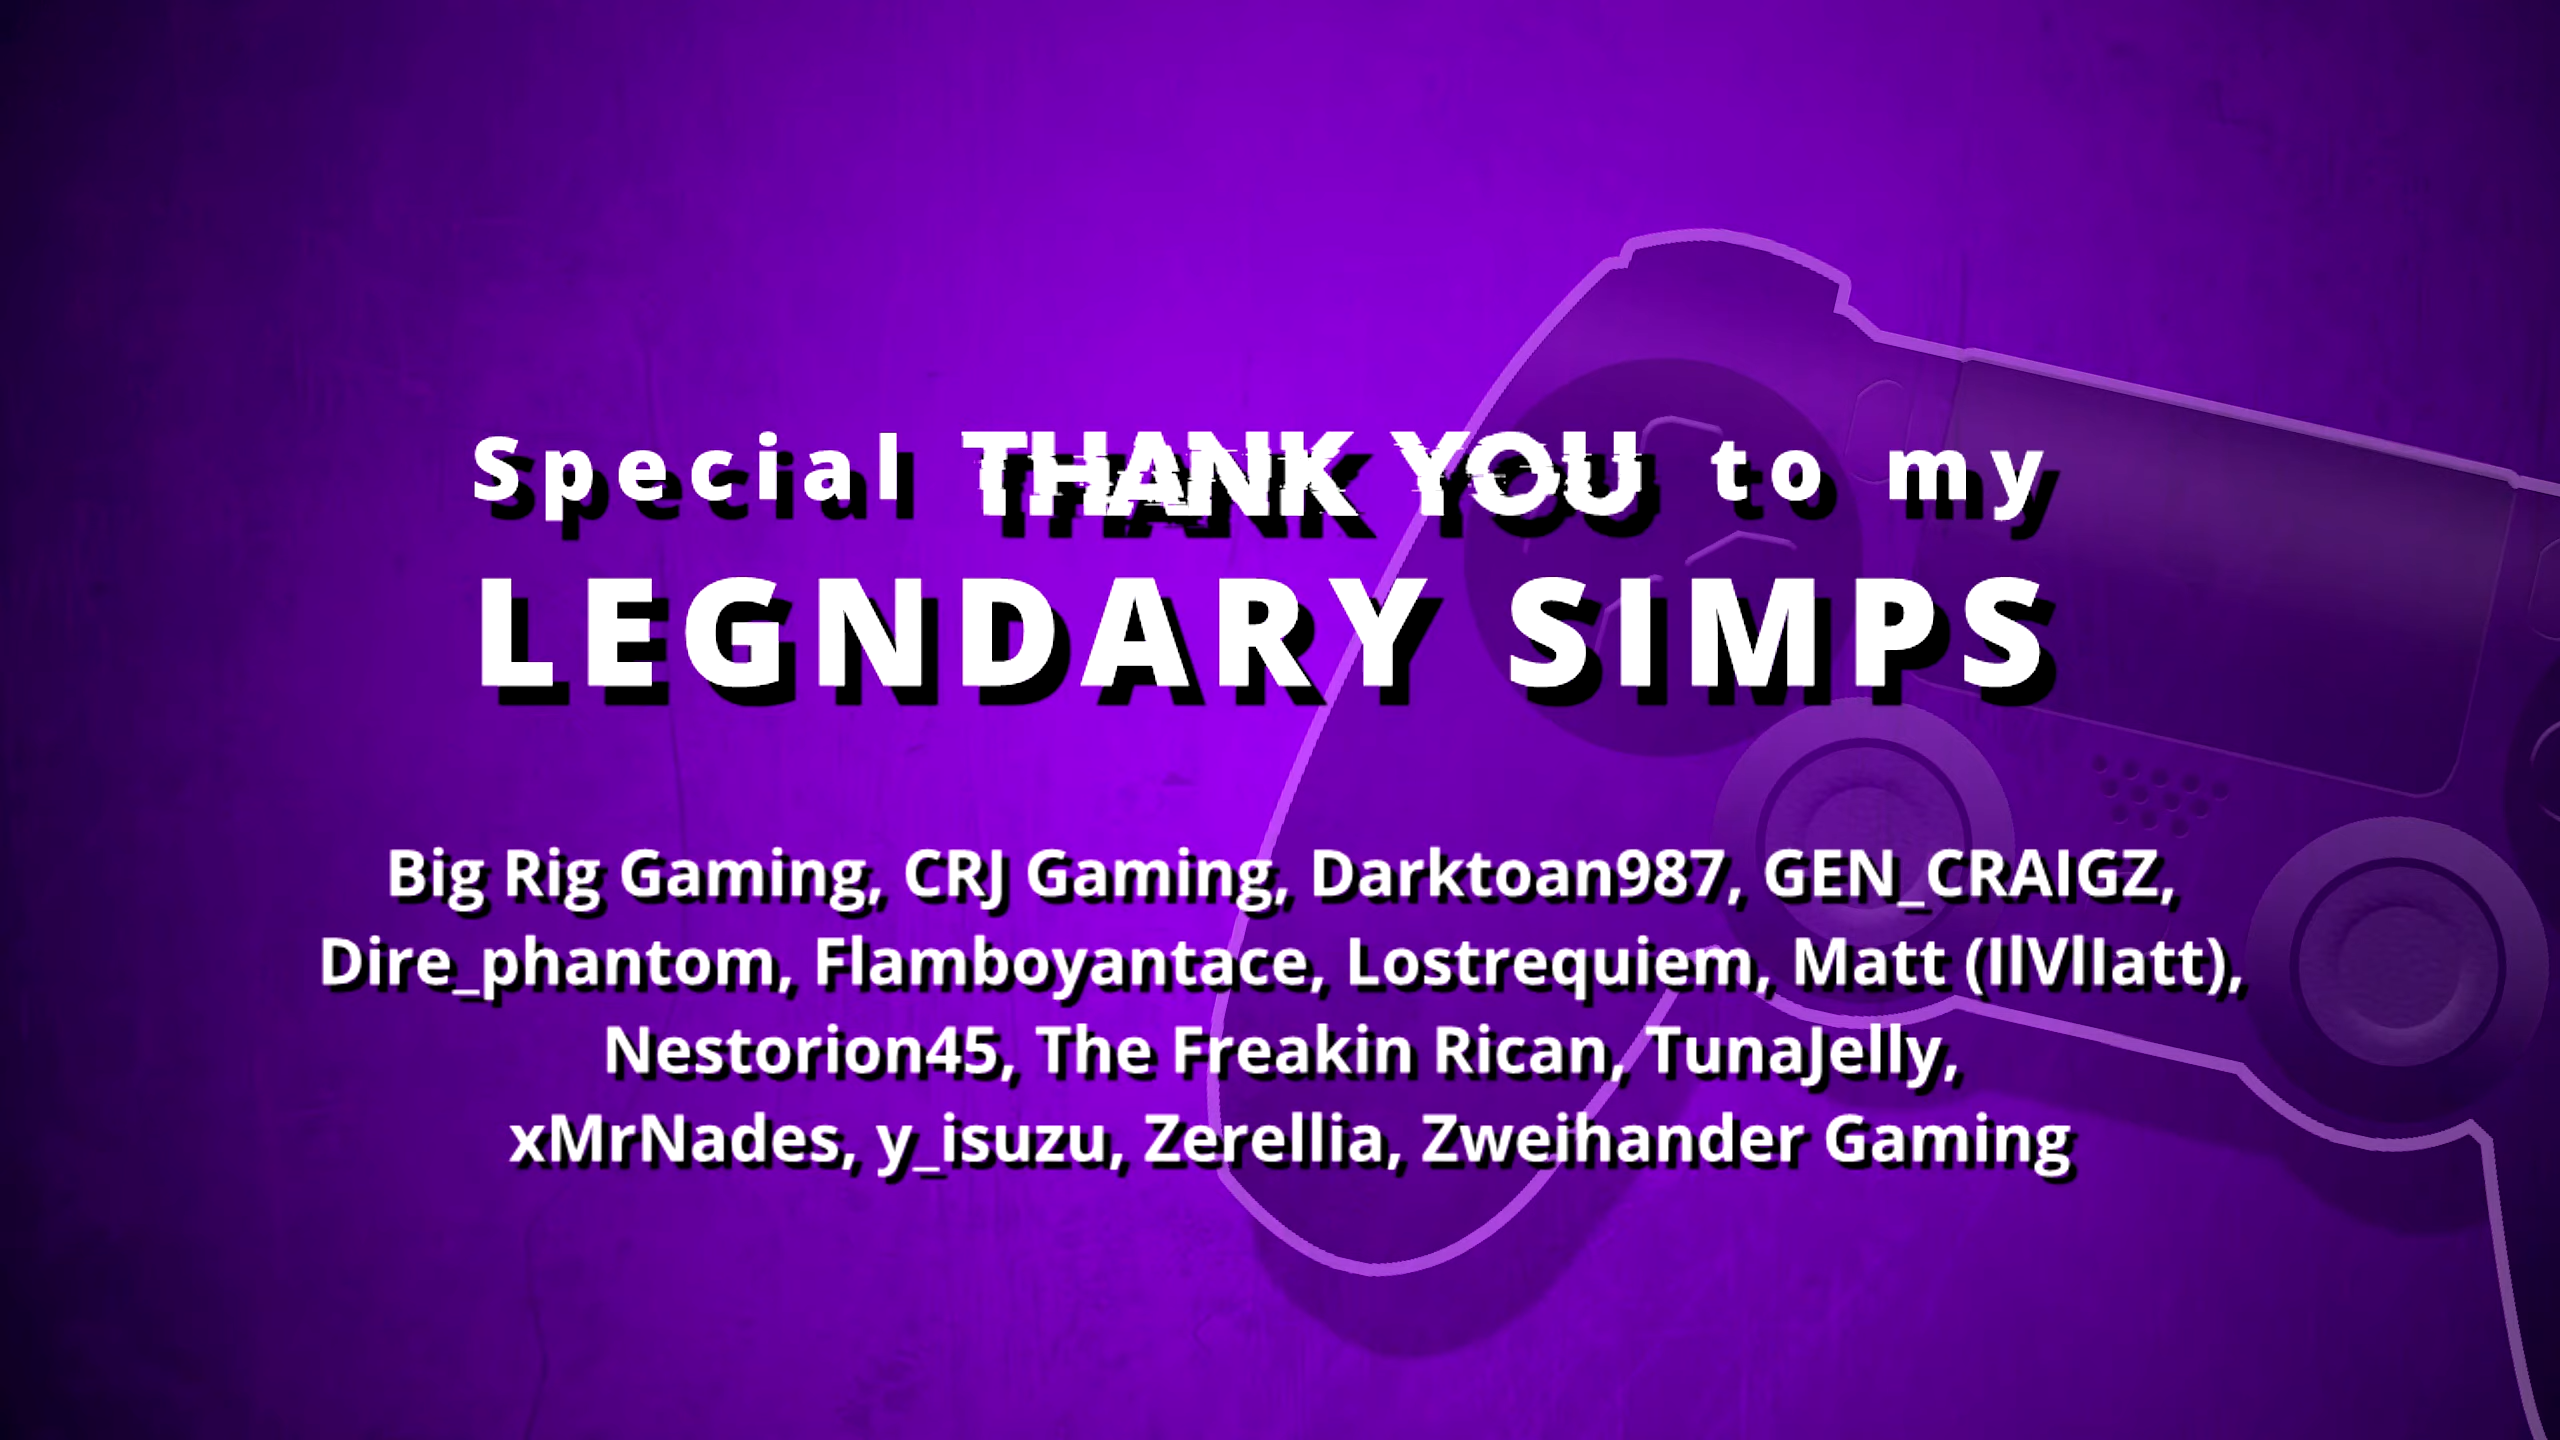 Special THANK YOU to my
LEGNDARY SIMPS
Big Rig Gaming, CRJ Gaming, Darktoan987, GEN_CRAIGZ,
Dire_phantom, Flamboyantace, Lostrequiem, Matt (IlVlIatt),
Nestorion45, The Freakin Rican, TunaJelly,
xMrNades, y_isuzu, Zerellia, Zweihander Gaming